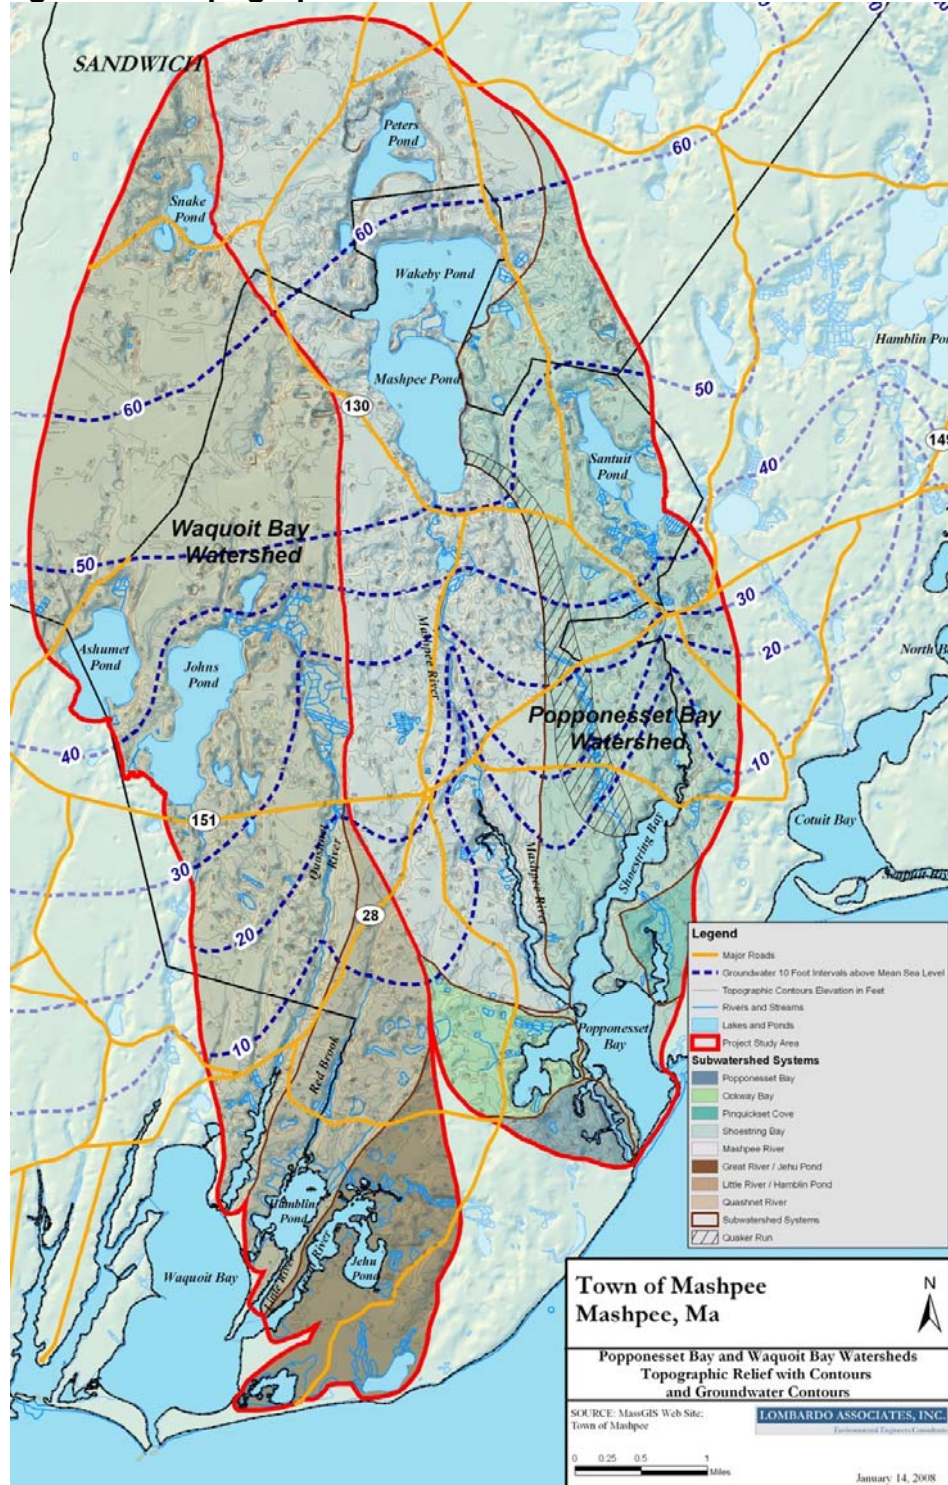 SANDWICH
Peters
Pond
60
Snake
Pond
60
Wakeby Pond
Hamblin Po
Mashpee Pond
50
60
130
149
40
Santuit
Pond
Waquoit Bay
Watershed
50
30
Mashpee River
20
North B
Ashumet
Pond
Johns
Pond
Popponesset Bay
Watershed
40
10
151
Cotuit Bay
Quashnet
River
Shoestring Bay
Mashpee River
30
28
20
10
Popponesset
Bay
Red Brook
Hamblin
Pond
Little River
River
Jehu
Pond
Waquoit Bay
Legend
Major Roads
Groundwater 10 Foot Intervals above Mean Sea Level
Topographic Contours Elevation in Feet
Rivers and Streams
Lakes and Ponds
Project Study Area
Subwatershed Systems
Popponesset Bay
Ockway Bay
Pinquickset Cove
Shoestring Bay
Mashpee River
Great River / Jehu Pond
Little River / Hamblin Pond
Quashnet River
Subwatershed Systems
Quaker Run
Town of Mashpee
Mashpee, Ma
N
Popponesset Bay and Waquoit Bay Watersheds
Topographic Relief with Contours
and Groundwater Contours
SOURCE: MassGIS Web Site;
Town of Mashpee
LOMBARDO ASSOCIATES, INC.
Environmental Engineers/Consultants
0 0.25 0.5 1
Miles
January 14, 2008